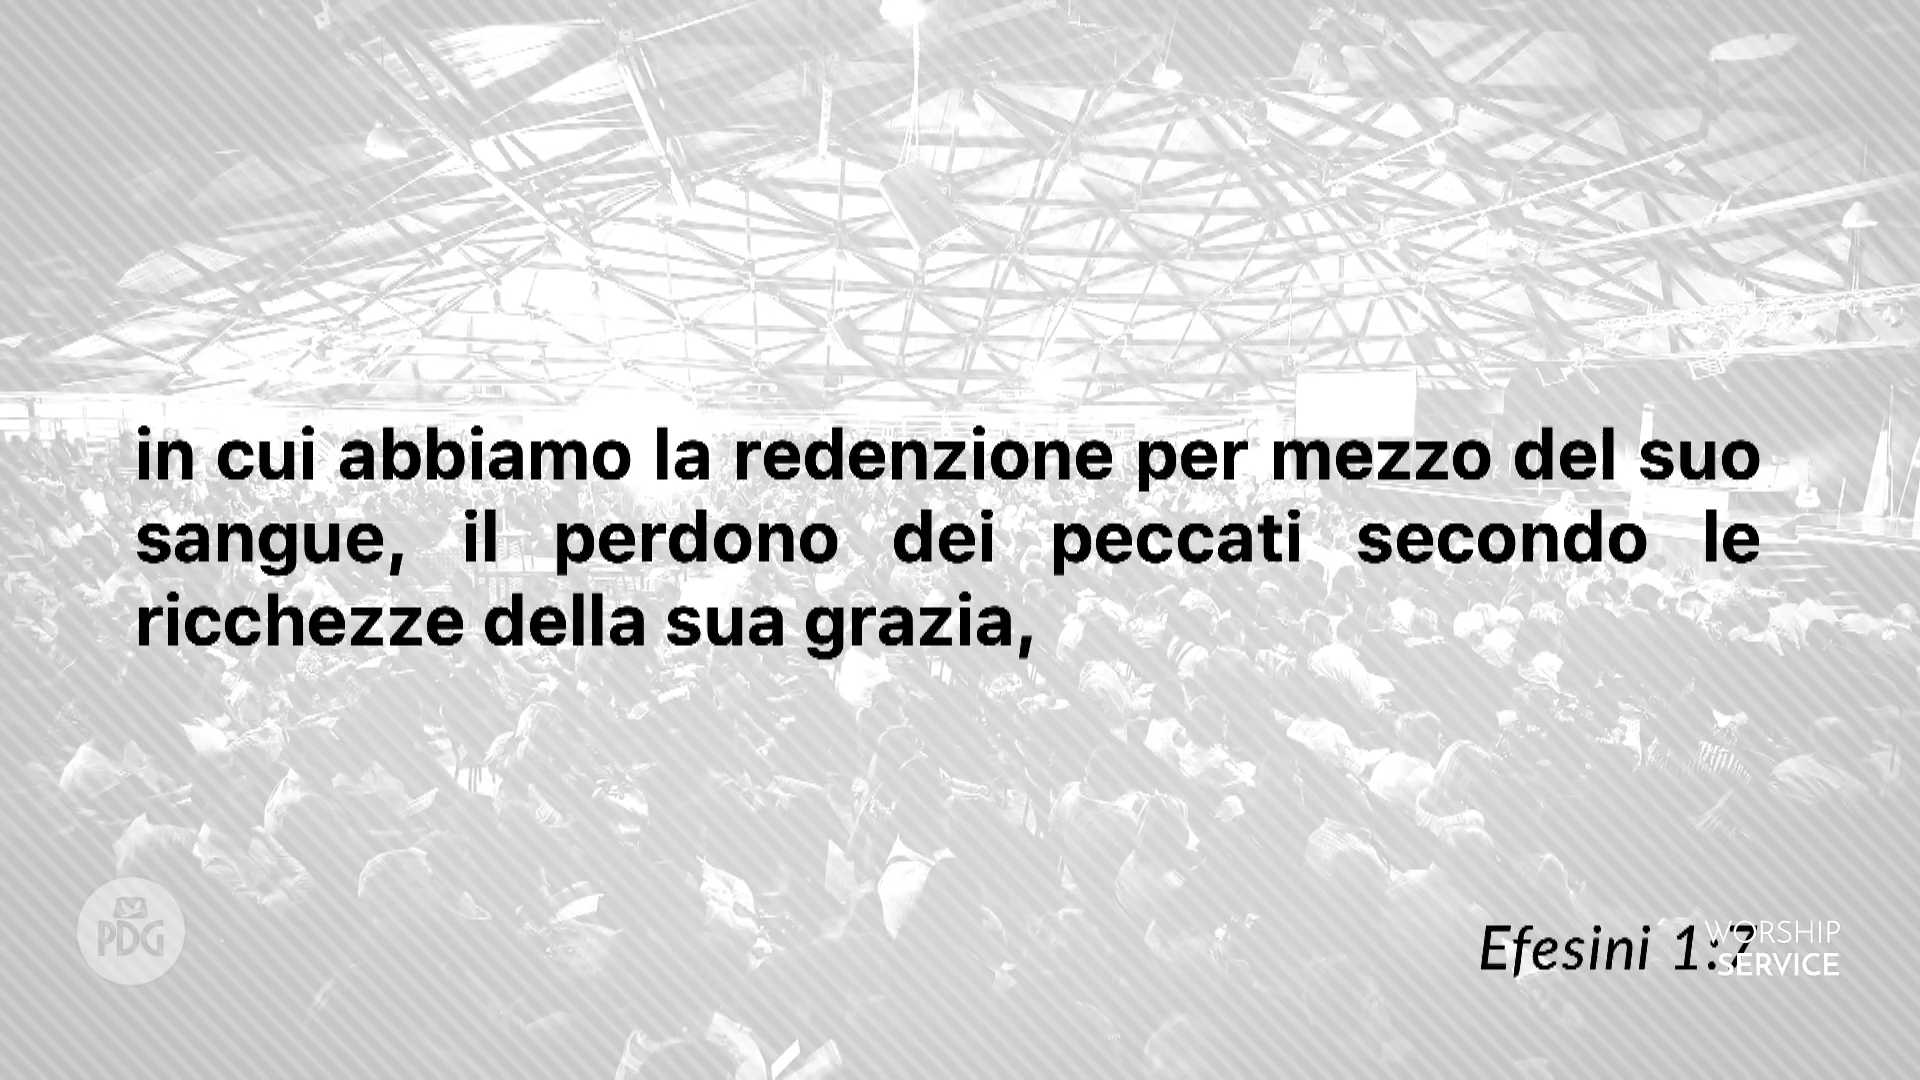 in cui abbiamo la redenzione per mezzo del suo
sangue, il perdono dei peccati secondo le
ricchezze della sua grazia,
PDG
Efesini 1:7
WORSHIP
SERVICE